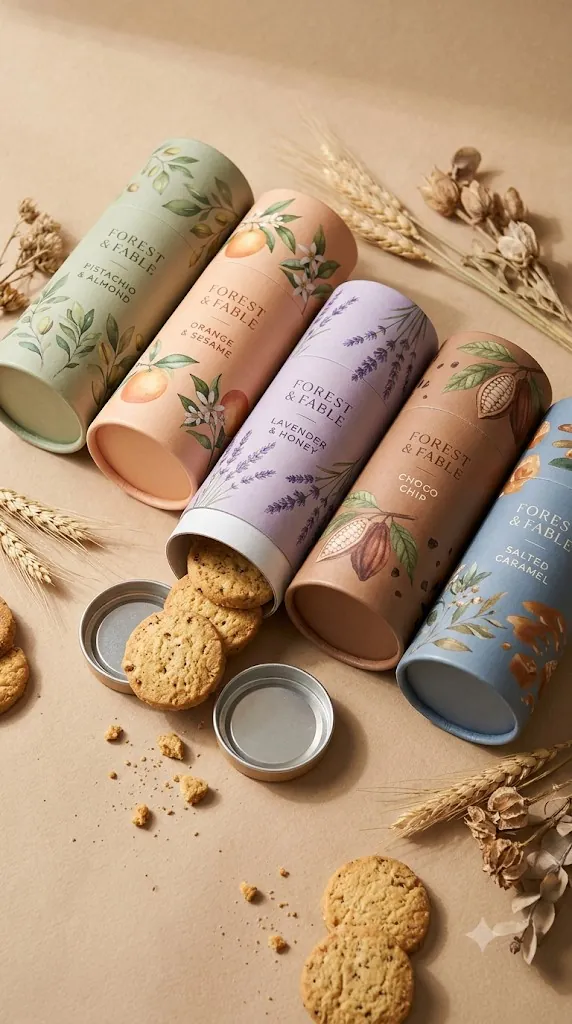 FOREST
& FABLE
PISTACHIO
& ALMOND
FOREST
& FABLE
ORANGE
& SESAME
FOREST
& FABLE
LAVENDER
& HONEY
FOREST
& FABLE
CHOCO
CHIP
FOREST
& FABLE
SALTED
CARAMEL